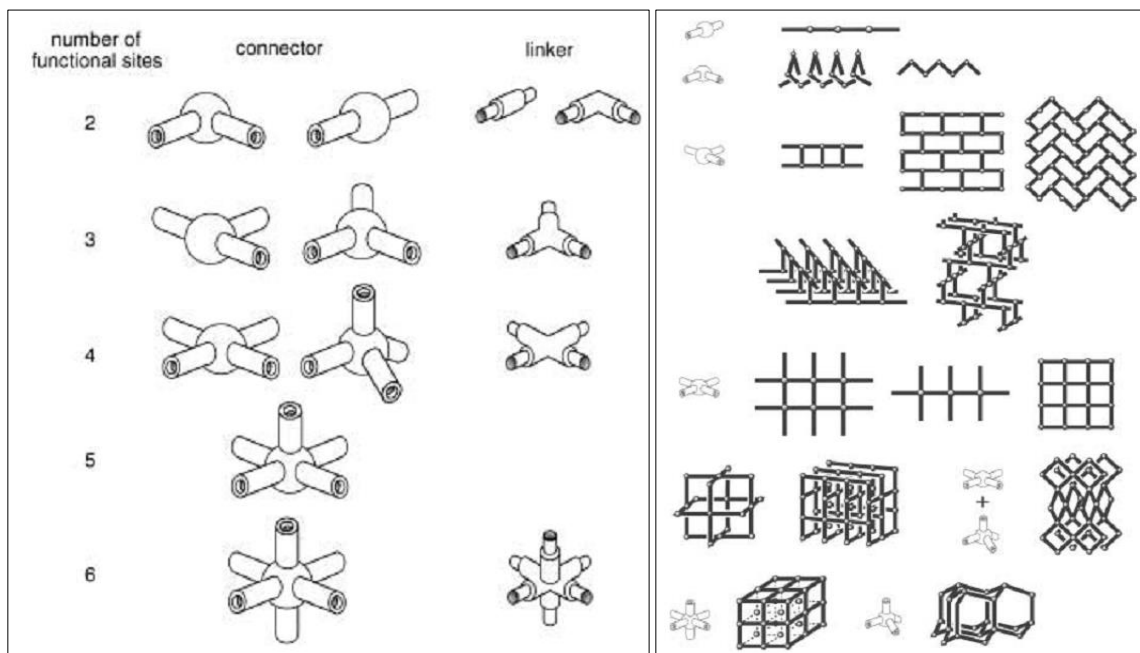 number of
functional sites
connector
linker
2
3
4
5
6
+